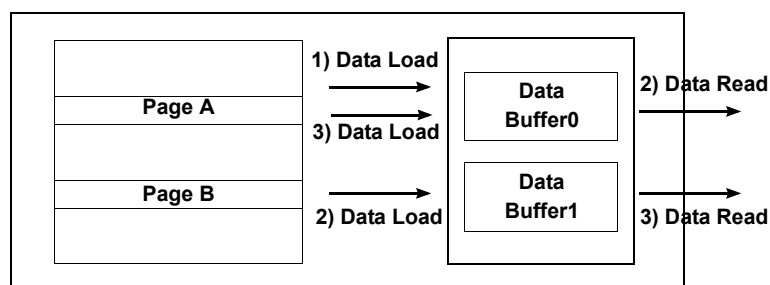 1) Data Load
Page A
3) Data Load
Page B
2) Data Load
Data
Buffer0
Data
Buffer1
2) Data Read
3) Data Read